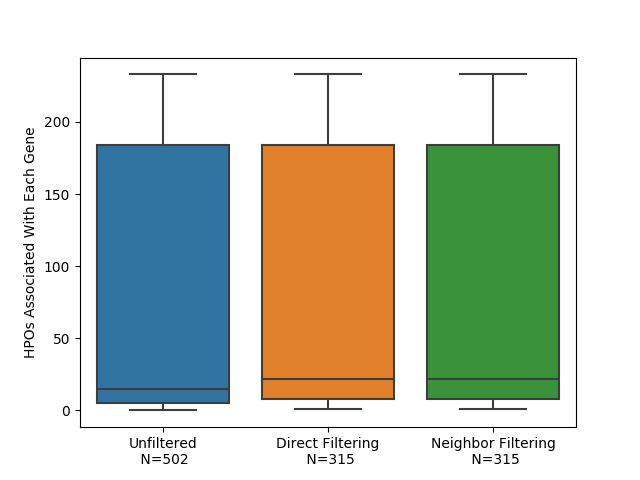 HPOs Associated With Each Gene
200
150
100
50
0
Unfiltered
N=502
Direct Filtering
N=315
Neighbor Filtering
N=315